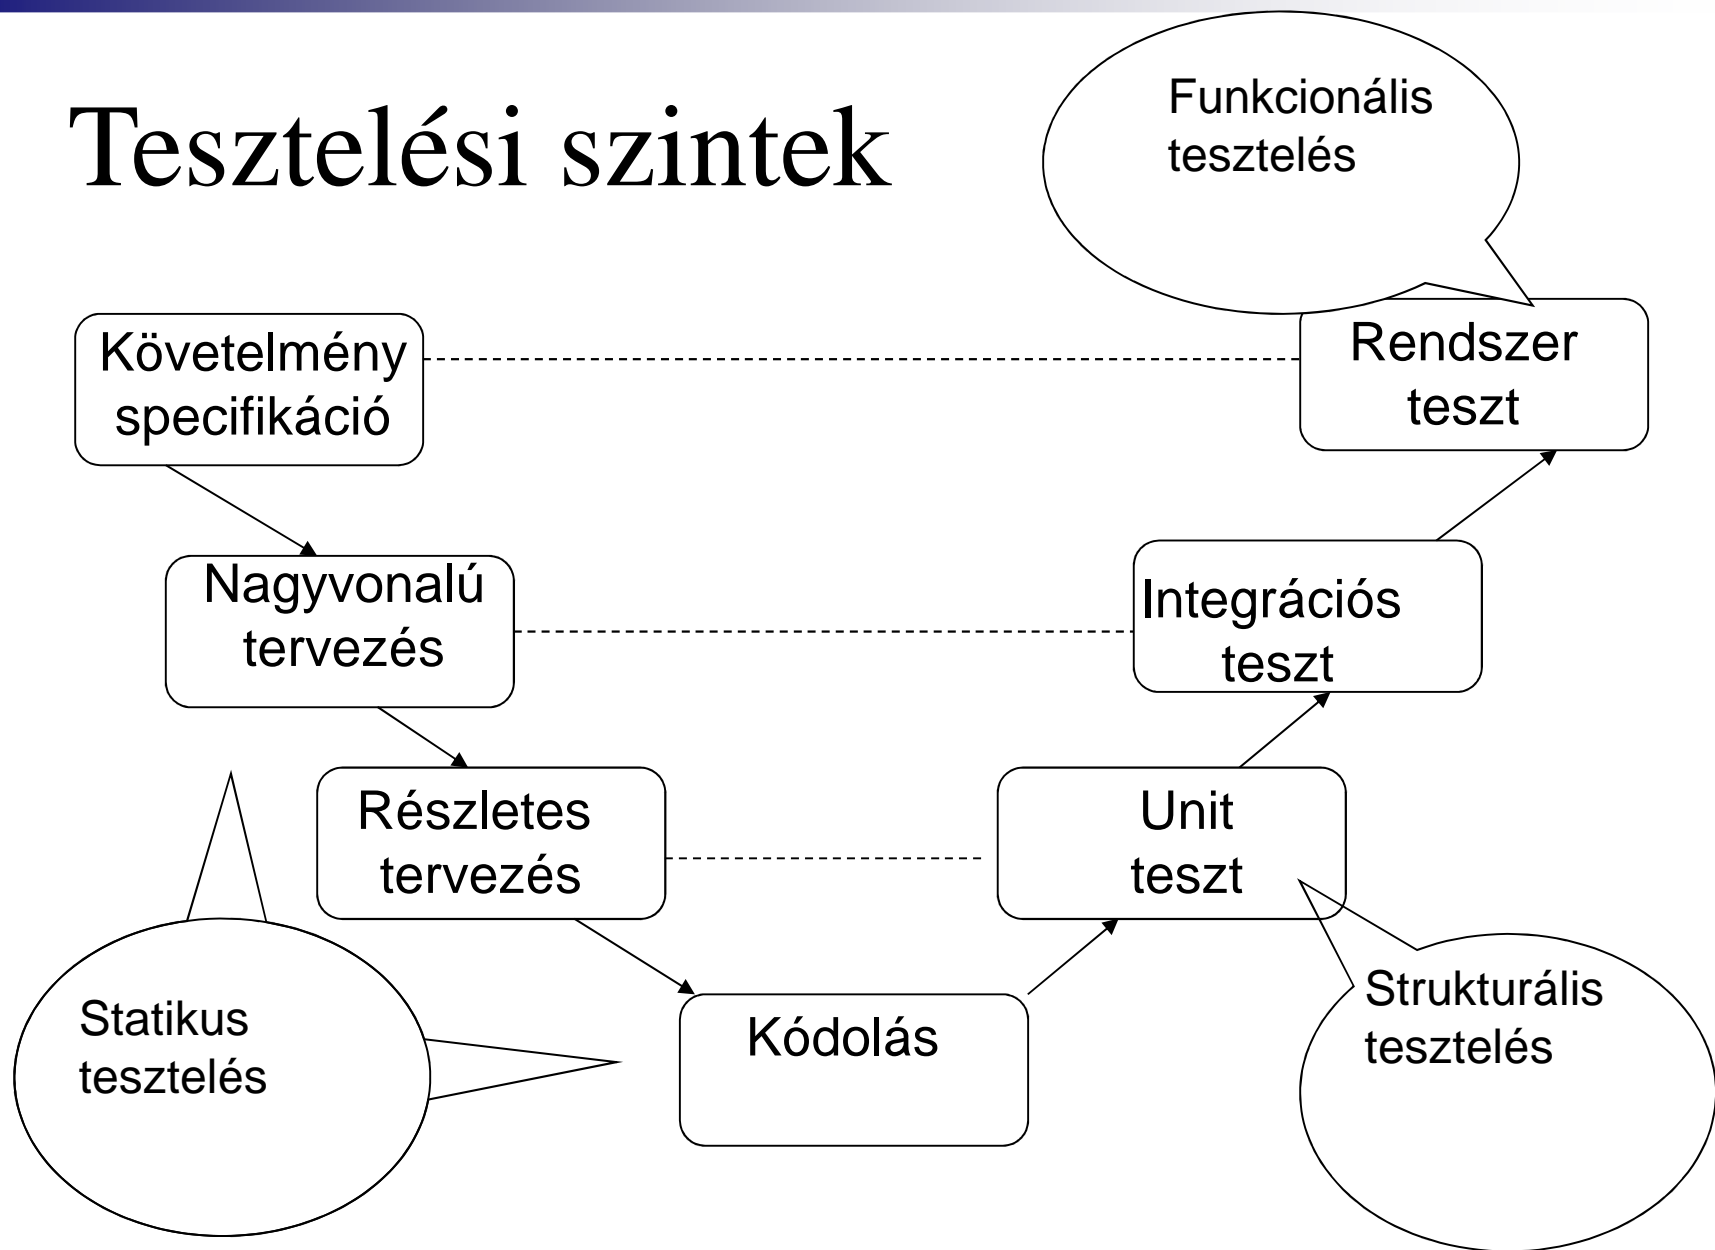 Tesztelési szintek
Funkcionális
tesztelés
Követelmény
specifikáció
Rendszer
teszt
Nagyvonalú
tervezés
Integrációs
teszt
Részletes
tervezés
Unit
teszt
Statikus
tesztelés
Kódolás
Strukturális
tesztelés